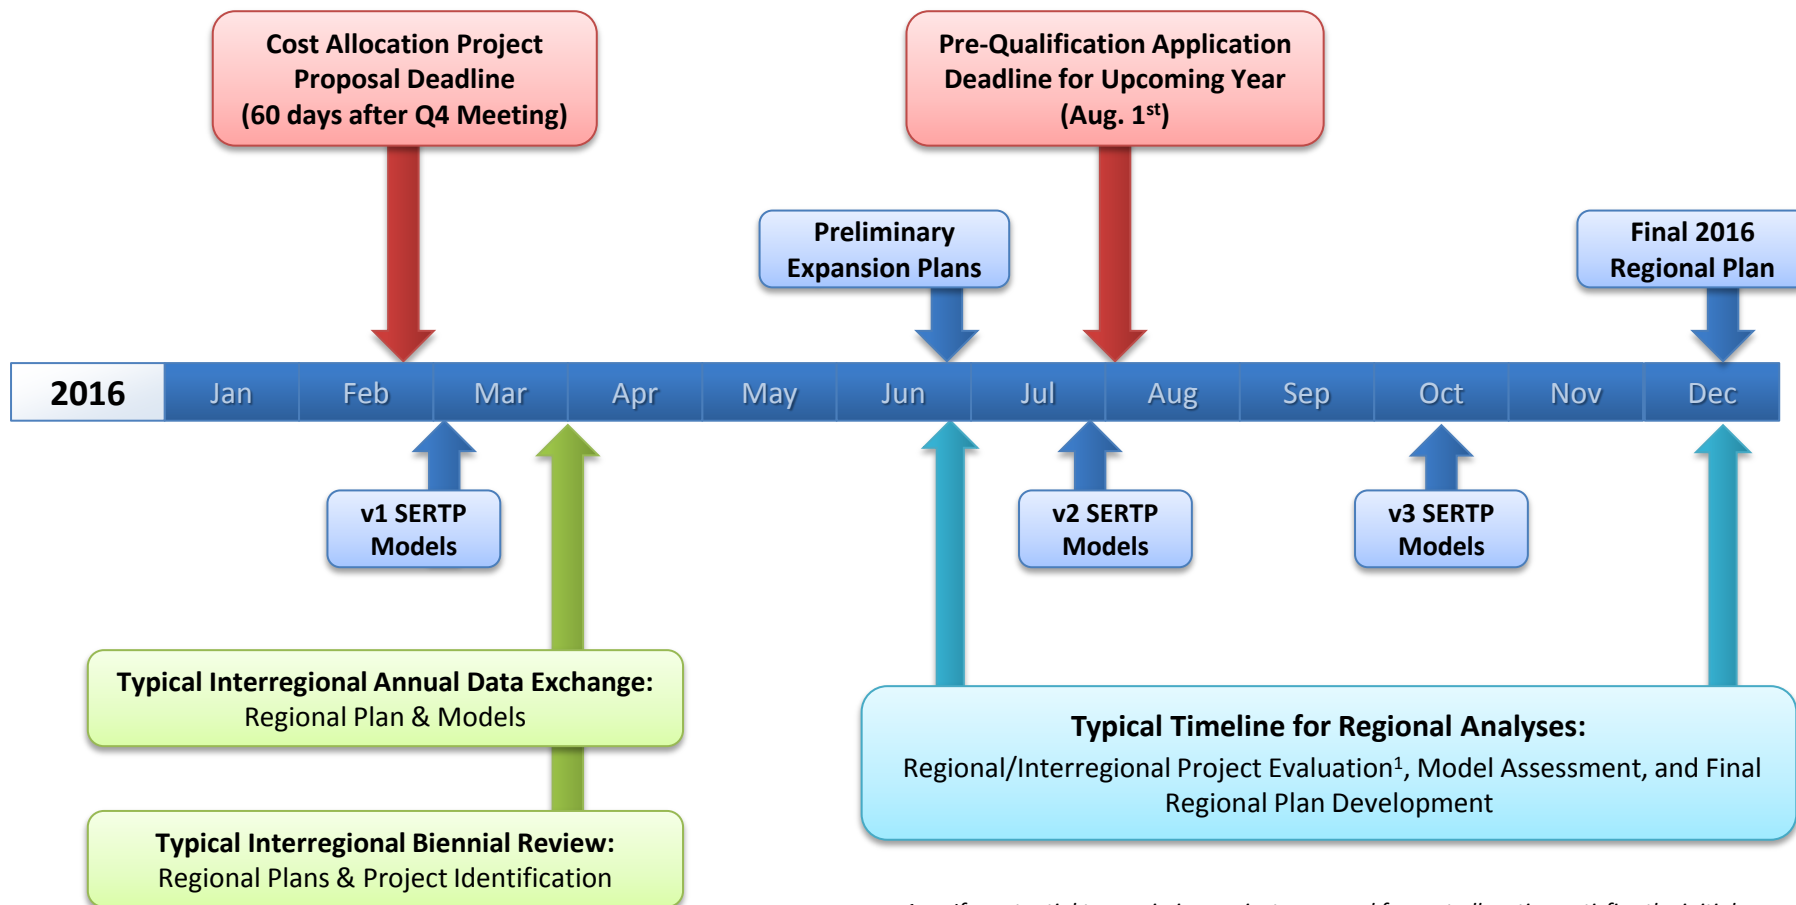 Cost Allocation Project
Proposal Deadline
(60 days after Q4 Meeting)
Pre-Qualification Application
Deadline for Upcoming Year
(Aug. 1st)
Preliminary
Expansion Plans
Final 2016
Regional Plan
2016 Jan Feb Mar Apr May Jun Jul Aug Sep Oct Nov Dec
v1 SERTP
Models
v2 SERTP
Models
v3 SERTP
Models
Typical Interregional Annual Data Exchange:
Regional Plan & Models
Typical Interregional Biennial Review:
Regional Plans & Project Identification
Typical Timeline for Regional Analyses:
Regional/Interregional Project Evaluation1, Model Assessment, and Final
Regional Plan Development